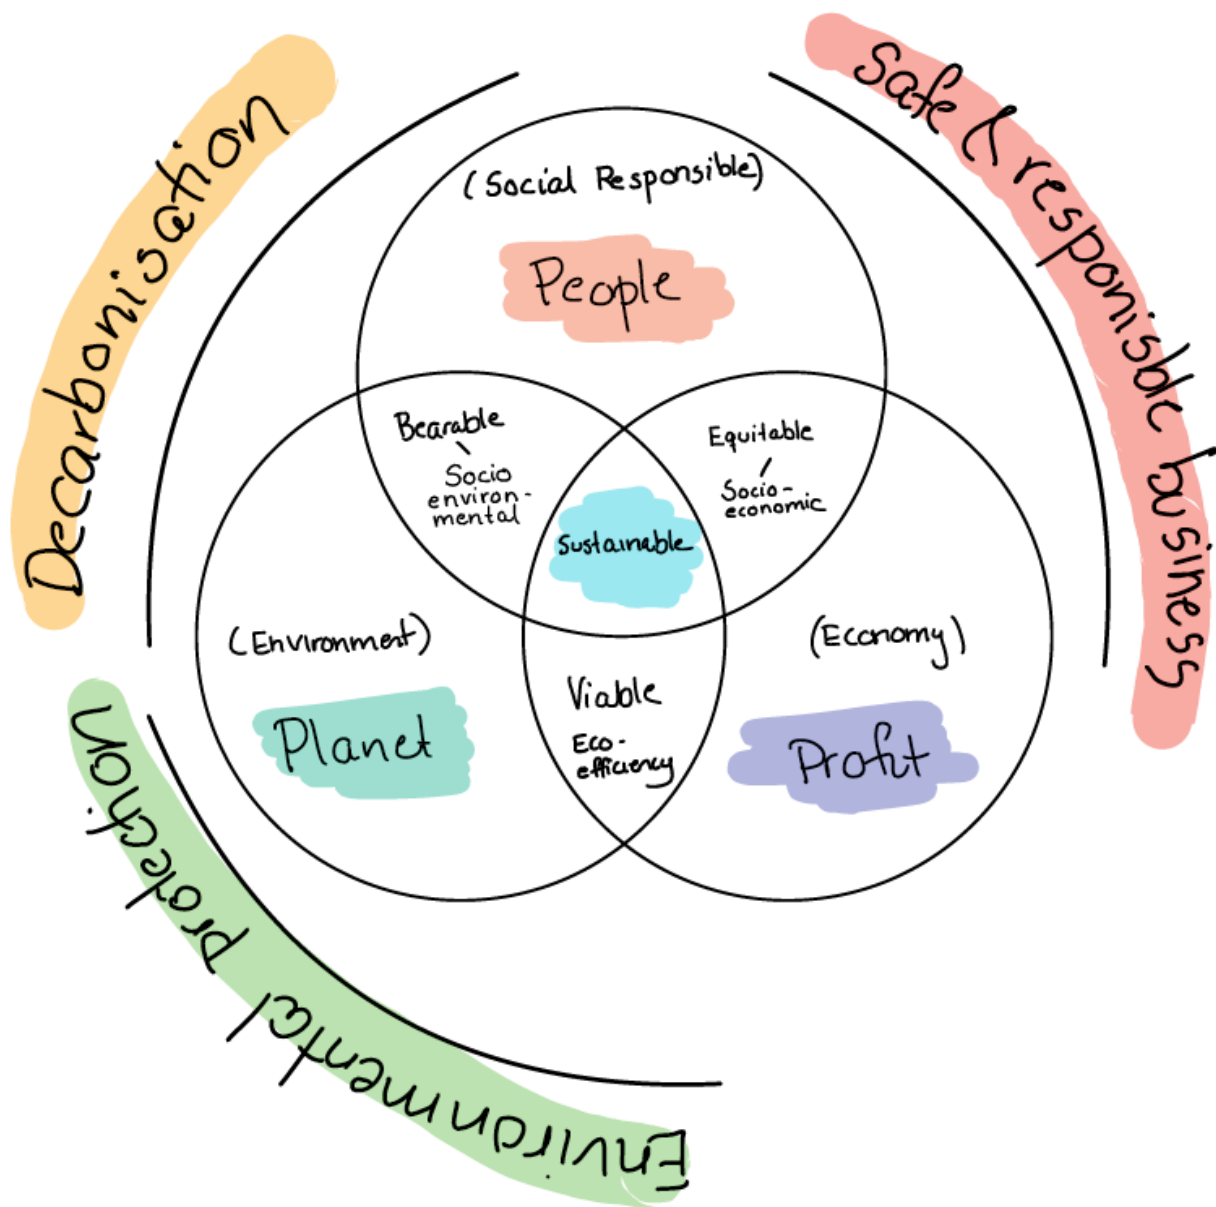 Decarbonisation
Safe & responisble business
(Social Responsible)
People
Bearable
Socio
environ-
mental
Equitable
Socio-
economic
Sustainable
(Environment)
Planet
(Economy)
Profit
Viable
Eco-
efficiency
Environmental protection